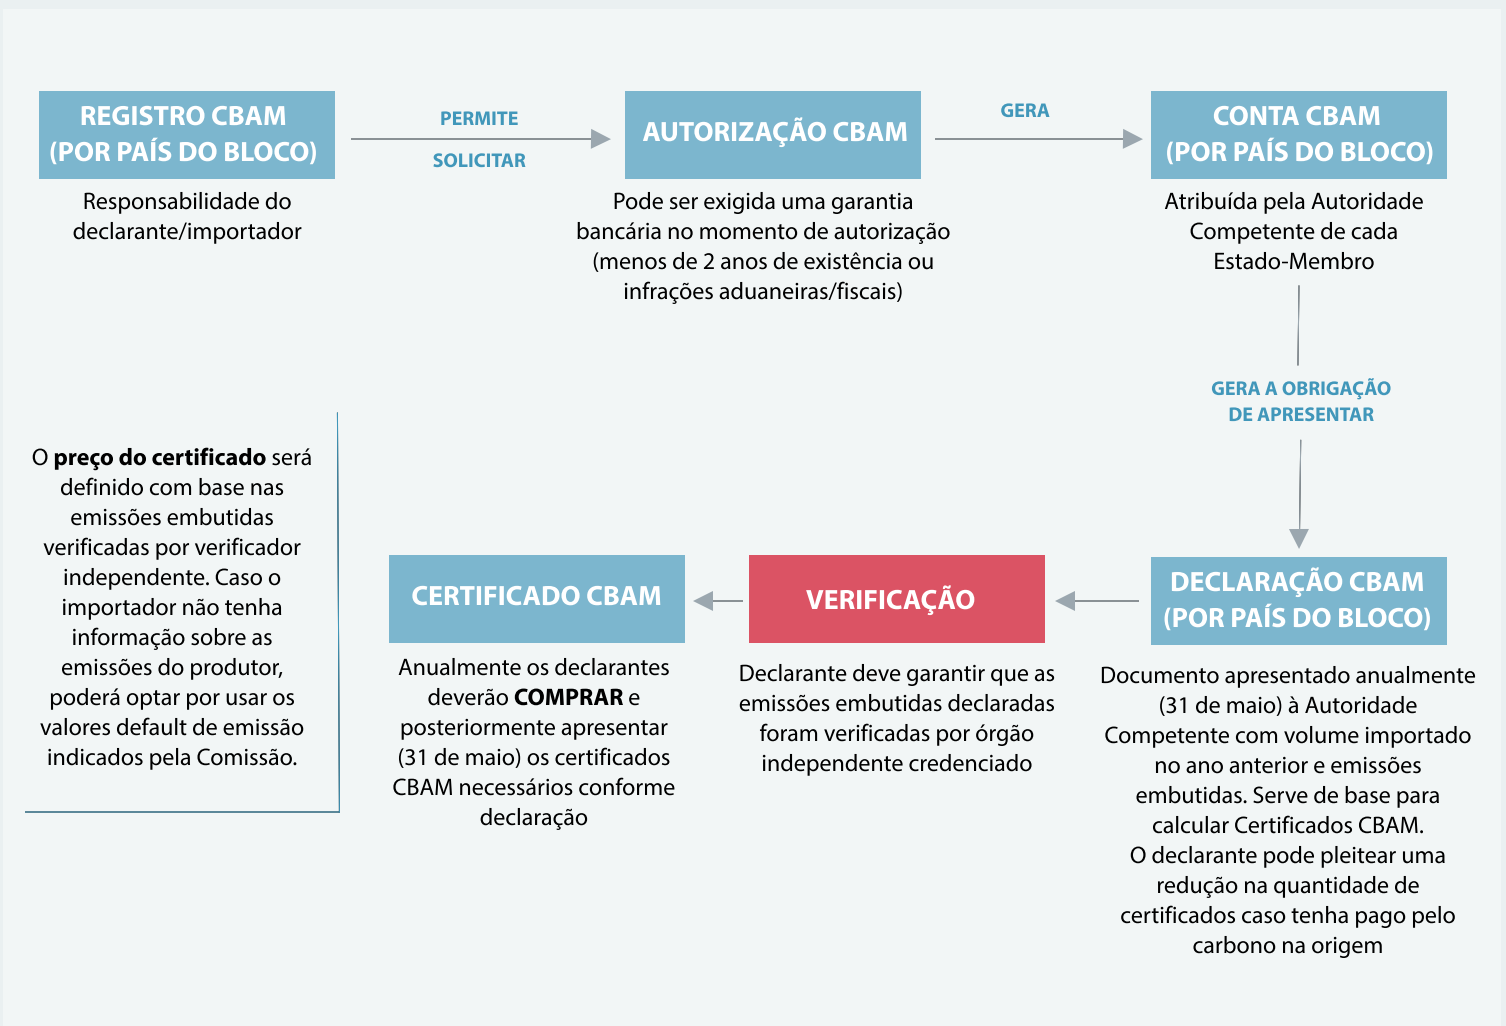 REGISTRO CBAM
(POR PAÍS DO BLOCO)
Responsabilidade do
declarante/importador
PERMITE
SOLICITAR
AUTORIZAÇÃO CBAM
Pode ser exigida uma garantia
bancária no momento de autorização
(menos de 2 anos de existência ou
infrações aduaneiras/fiscais)
GERA
CONTA CBAM
(POR PAÍS DO BLOCO)
Atribuída pela Autoridade
Competente de cada
Estado-Membro
GERA A OBRIGAÇÃO
DE APRESENTAR
DECLARAÇÃO CBAM
(POR PAÍS DO BLOCO)
Documento apresentado anualmente
(31 de maio) à Autoridade
Competente com volume importado
no ano anterior e emissões
embutidas. Serve de base para
calcular Certificados CBAM.
O declarante pode pleitear uma
redução na quantidade de
certificados caso tenha pago pelo
carbono na origem
VERIFICAÇÃO
Declarante deve garantir que as
emissões embutidas declaradas
foram verificadas por órgão
independente credenciado
CERTIFICADO CBAM
Anualmente os declarantes
deverão COMPRAR e
posteriormente apresentar
(31 de maio) os certificados
CBAM necessários conforme
declaração
O preço do certificado será
definido com base nas
emissões embutidas
verificadas por verificador
independente. Caso o
importador não tenha
informação sobre as
emissões do produtor,
poderá optar por usar os
valores default de emissão
indicados pela Comissão.